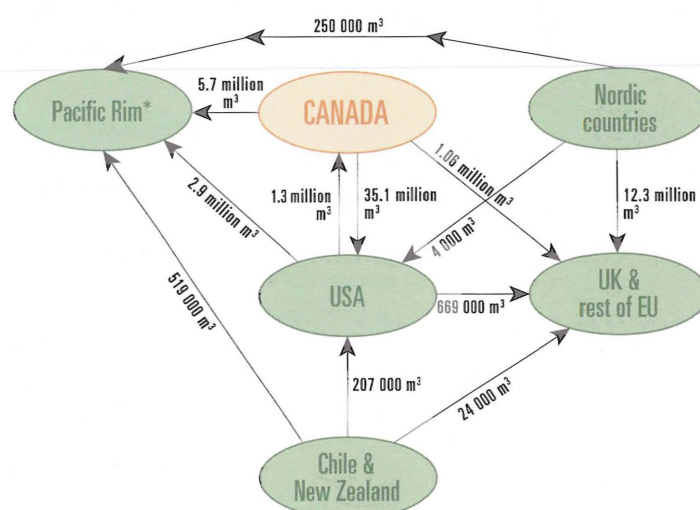 250 000 m³
Pacific Rim*
5.7 million
m³
CANADA
Nordic
countries
1.06 million/m³
2.9 million m³
1.3 million
m³
35.1 million
m³
4 000 m³
12.3 million
m³
519 000 m³
USA
669 000 m³
UK &
rest of EU
207 000 m³
24 000 m³
Chile &
New Zealand